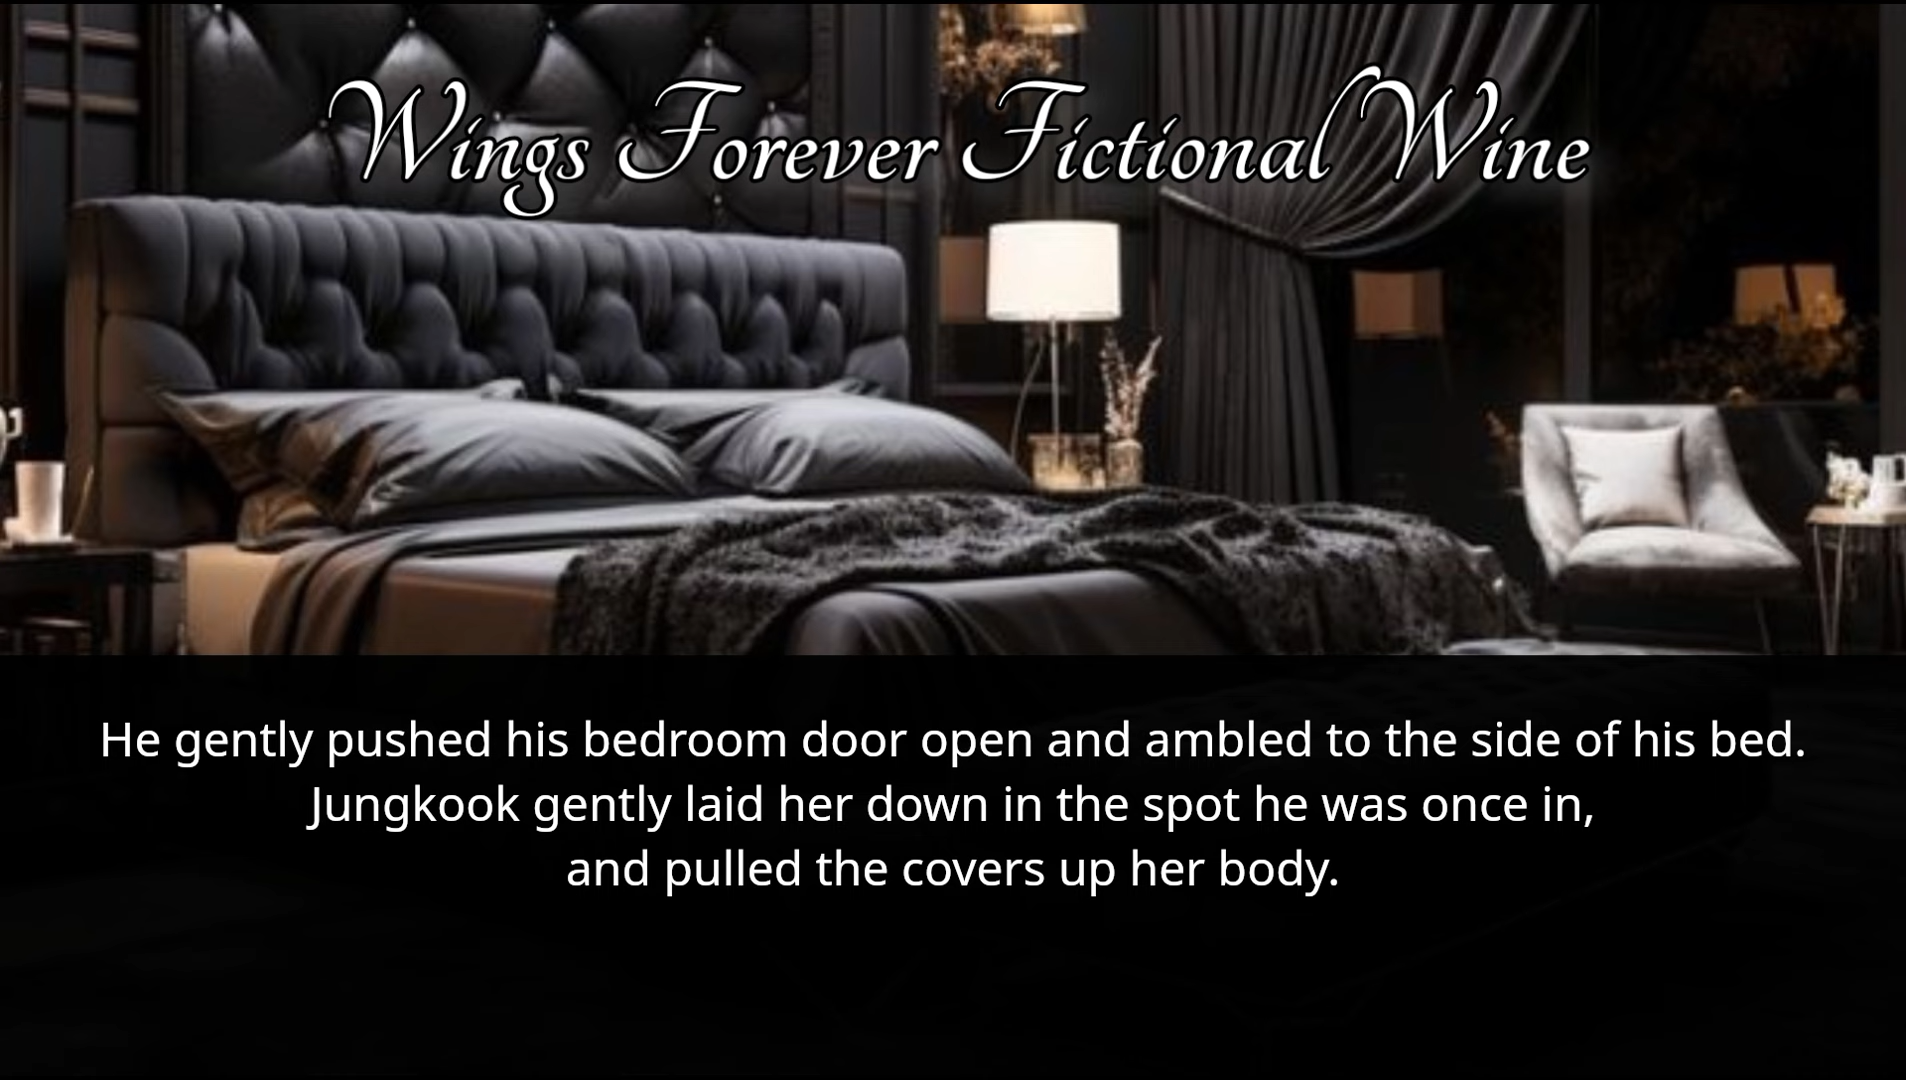 Wings Forever Fictional Wine
He gently pushed his bedroom door open and ambled to the side of his bed.
Jungkook gently laid her down in the spot he was once in,
and pulled the covers up her body.